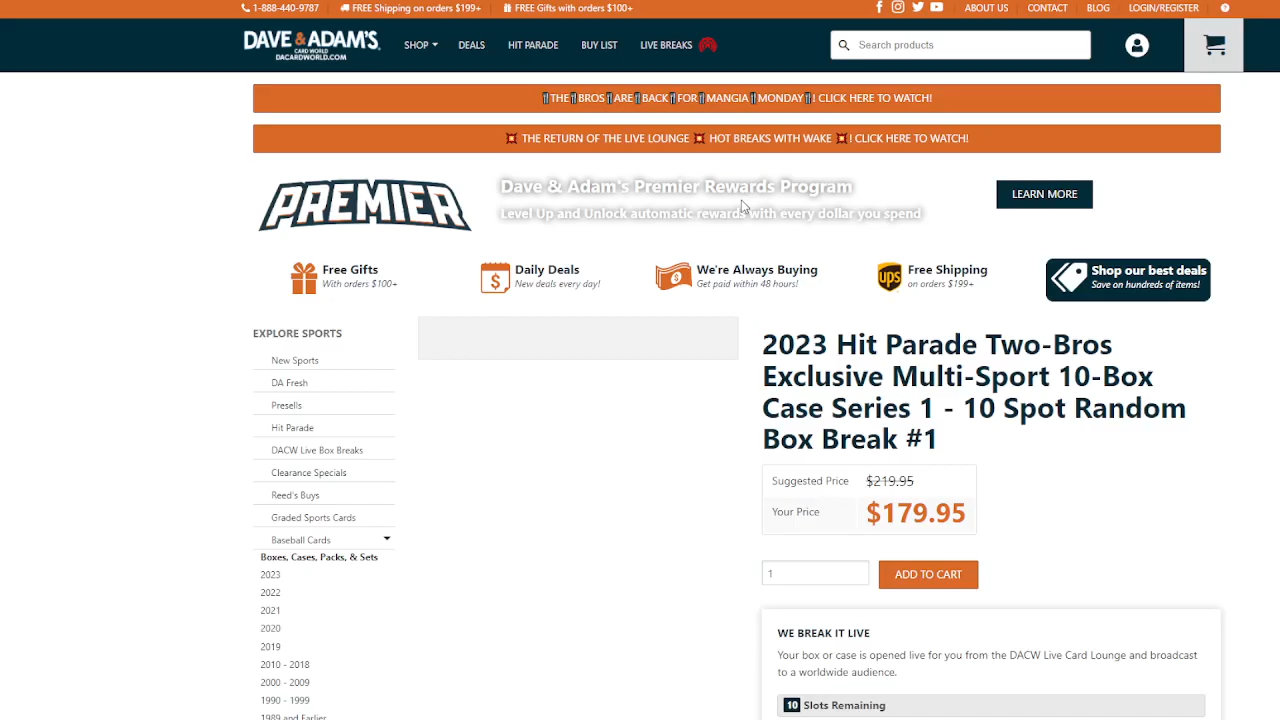 1-888-440-9787
FREE Shipping on orders $199+
FREE Gifts with orders $100+
ABOUT US
CONTACT
BLOG
LOGIN/REGISTER
DAVE & ADAM'S
CARD WORLD
DACARDWORLD.COM
SHOP
DEALS
HIT PARADE
BUY LIST
LIVE BREAKS
Search products
THE BROS ARE BACK FOR MANGIA MONDAY ! CLICK HERE TO WATCH!
THE RETURN OF THE LIVE LOUNGE HOT BREAKS WITH WAKE ! CLICK HERE TO WATCH!
PREMIER
Dave & Adam's Premier Rewards Program
Level Up and Unlock automatic rewards with every dollar you spend
LEARN MORE
Free Gifts
With orders $100+
Daily Deals
New deals every day!
We're Always Buying
Get paid within 48 hours!
ups
Free Shipping
on orders $199+
Shop our best deals
Save on hundreds of items!
EXPLORE SPORTS
New Sports
DA Fresh
Presells
Hit Parade
DACW Live Box Breaks
Clearance Specials
Reed's Buys
Graded Sports Cards
Baseball Cards
Boxes, Cases, Packs, & Sets
2023
2022
2021
2020
2019
2010 - 2018
2000 - 2009
1990 - 1999
1989 and Earlier
2023 Hit Parade Two-Bros
Exclusive Multi-Sport 10-Box
Case Series 1 - 10 Spot Random
Box Break #1
Suggested Price $219.95
Your Price $179.95
1
ADD TO CART
WE BREAK IT LIVE
Your box or case is opened live for you from the DACW Live Card Lounge and broadcast
to a worldwide audience.
10 Slots Remaining